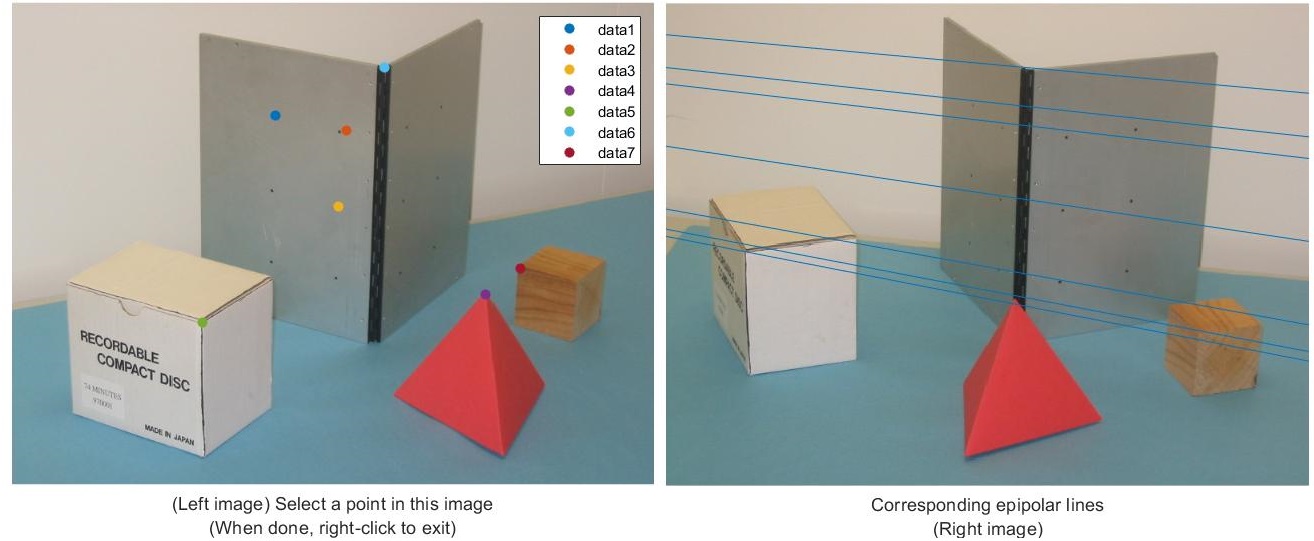 data1
data2
data3
data4
data5
data6
data7
RECORDABLE
COMPACT DISC
74 MINUTES
MADE IN JAPAN
RECORDABLE
COMPACT DISC
(Left image) Select a point in this image
(When done, right-click to exit)
Corresponding epipolar lines
(Right image)